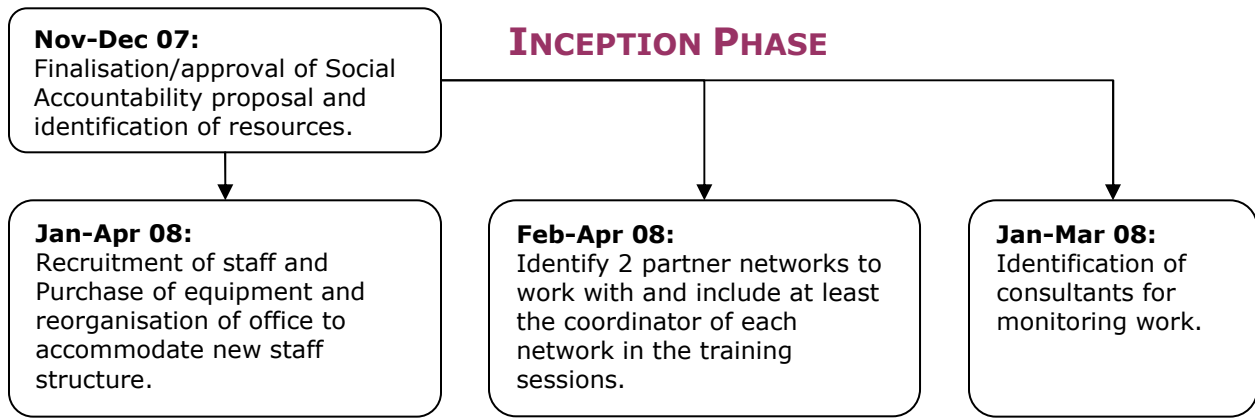 INCEPTION PHASE
Nov-Dec 07:
Finalisation/approval of Social
Accountability proposal and
identification of resources.
Jan-Apr 08:
Recruitment of staff and
Purchase of equipment and
reorganisation of office to
accommodate new staff
structure.
Feb-Apr 08:
Identify 2 partner networks to
work with and include at least
the coordinator of each
network in the training
sessions.
Jan-Mar 08:
Identification of
consultants for
monitoring work.